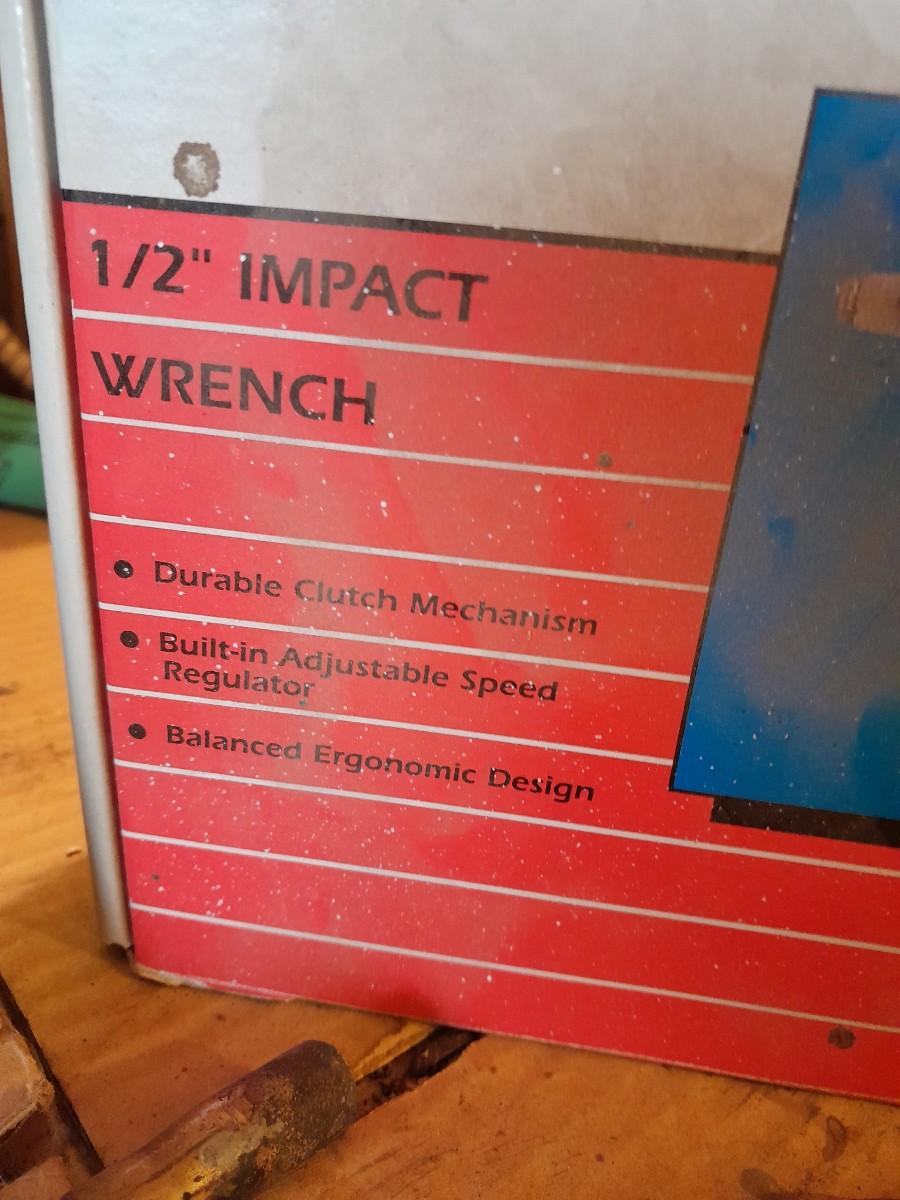 1/2" IMPACT
WRENCH
● Durable Clutch Mechanism
● Built-in Adjustable Speed
Regulator
● Balanced Ergonomic Design